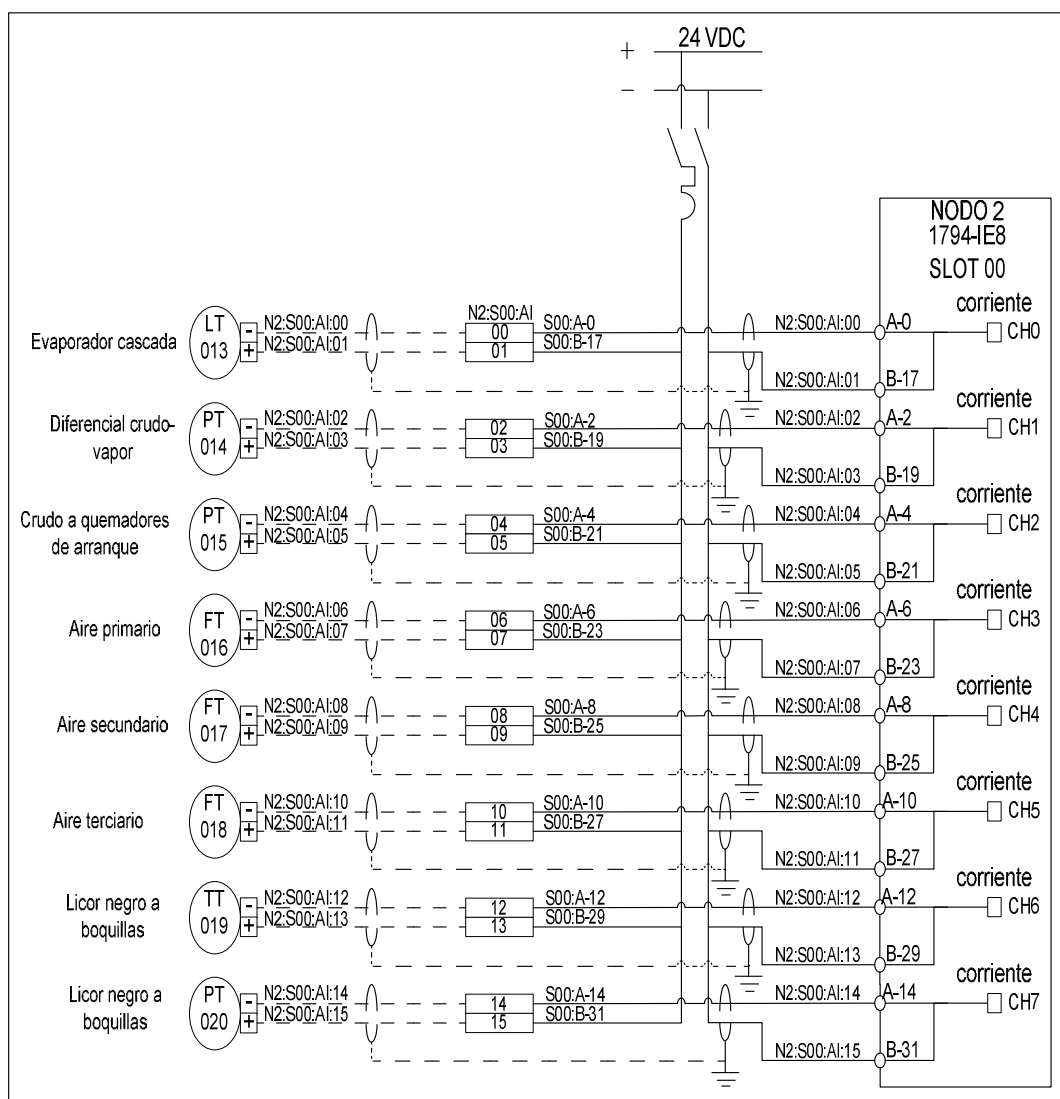 + 24 VDC
-
NODO 2
1794-IE8
SLOT 00
Evaporador cascada
LT
013
-
+
N2:S00:AI:00
N2:S00:AI:01
N2:S00:AI
00
01
S00:A-0
S00:B-17
N2:S00:AI:00
N2:S00:AI:01
A-0
B-17
corriente
CH0
Diferencial crudo-
vapor
PT
014
-
+
N2:S00:AI:02
N2:S00:AI:03
02
03
S00:A-2
S00:B-19
N2:S00:AI:02
N2:S00:AI:03
A-2
B-19
corriente
CH1
Crudo a quemadores
de arranque
PT
015
-
+
N2:S00:AI:04
N2:S00:AI:05
04
05
S00:A-4
S00:B-21
N2:S00:AI:04
N2:S00:AI:05
A-4
B-21
corriente
CH2
Aire primario
FT
016
-
+
N2:S00:AI:06
N2:S00:AI:07
06
07
S00:A-6
S00:B-23
N2:S00:AI:06
N2:S00:AI:07
A-6
B-23
corriente
CH3
Aire secundario
FT
017
-
+
N2:S00:AI:08
N2:S00:AI:09
08
09
S00:A-8
S00:B-25
N2:S00:AI:08
N2:S00:AI:09
A-8
B-25
corriente
CH4
Aire terciario
FT
018
-
+
N2:S00:AI:10
N2:S00:AI:11
10
11
S00:A-10
S00:B-27
N2:S00:AI:10
N2:S00:AI:11
A-10
B-27
corriente
CH5
Licor negro a
boquillas
TT
019
-
+
N2:S00:AI:12
N2:S00:AI:13
12
13
S00:A-12
S00:B-29
N2:S00:AI:12
N2:S00:AI:13
A-12
B-29
corriente
CH6
Licor negro a
boquillas
PT
020
-
+
N2:S00:AI:14
N2:S00:AI:15
14
15
S00:A-14
S00:B-31
N2:S00:AI:14
N2:S00:AI:15
A-14
B-31
corriente
CH7